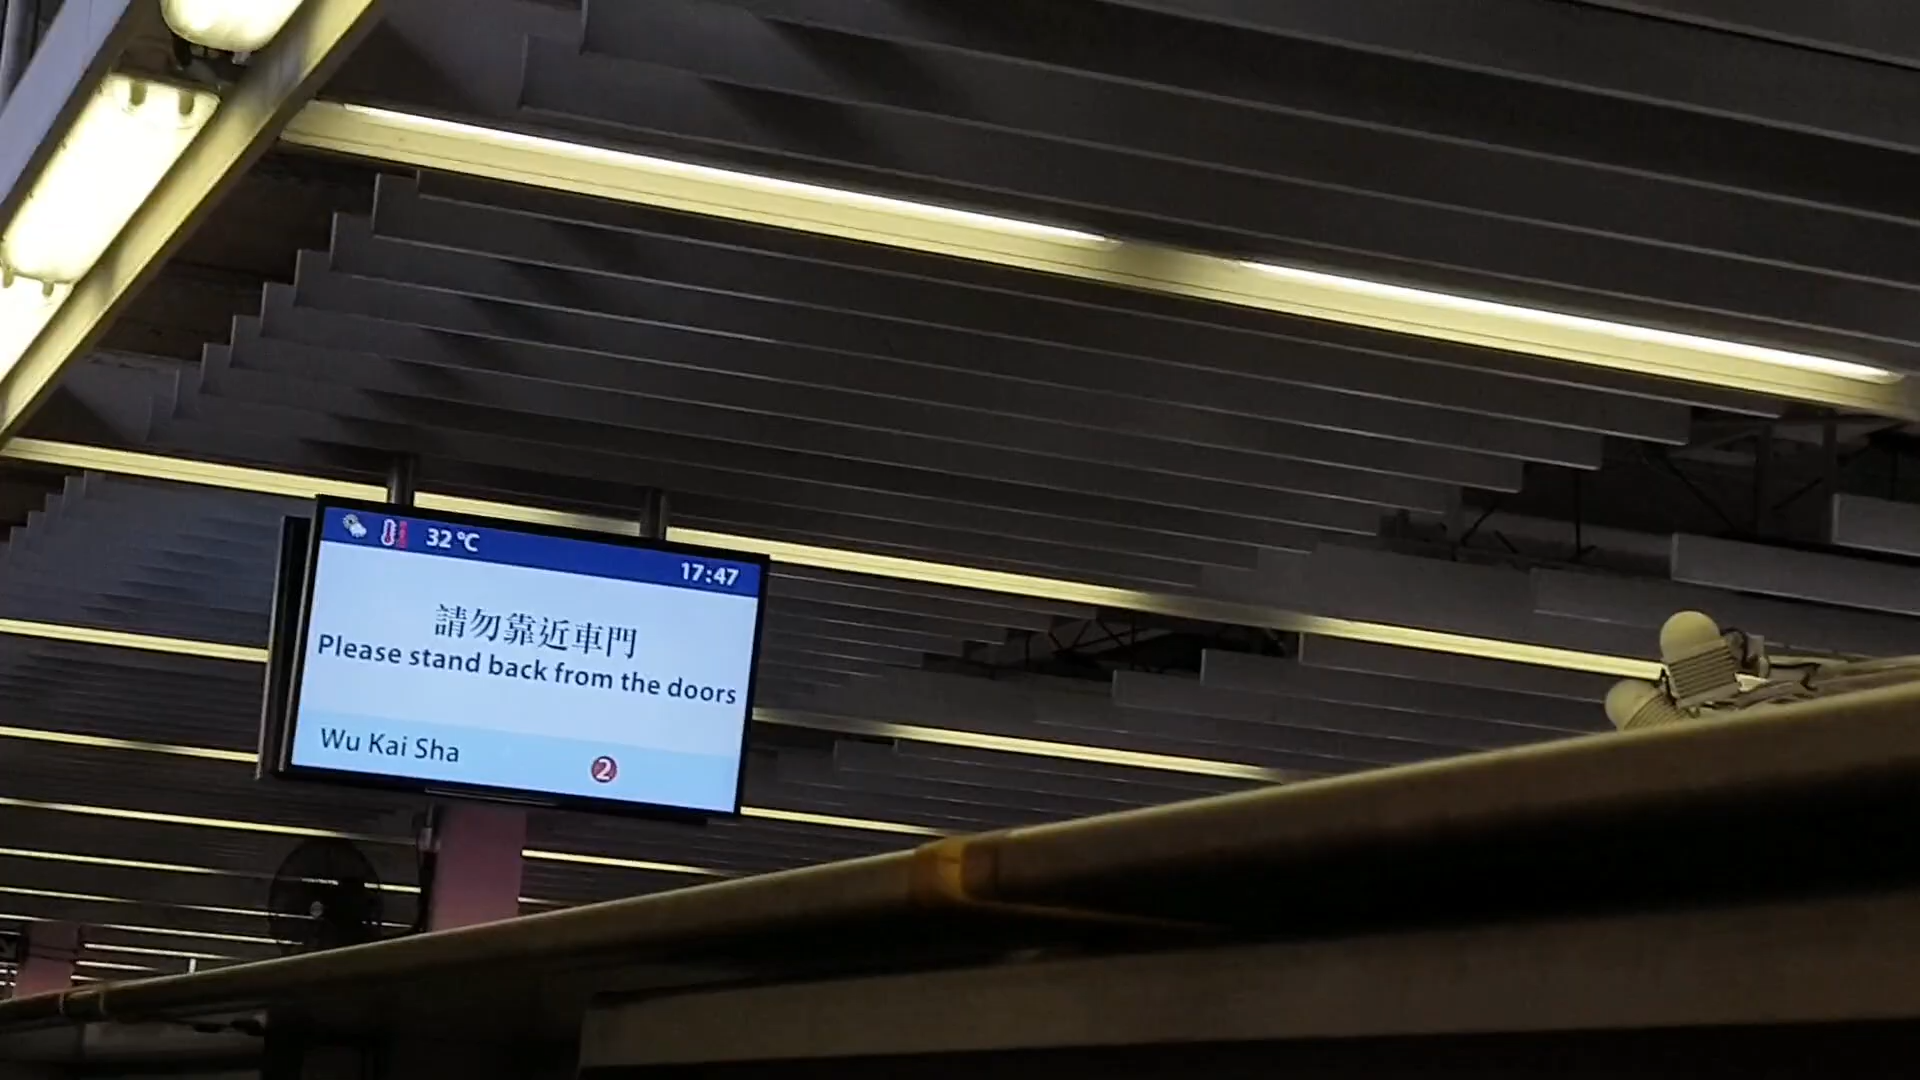 32 °C
17:47
請勿靠近車門
Please stand back from the doors
Wu Kai Sha 2